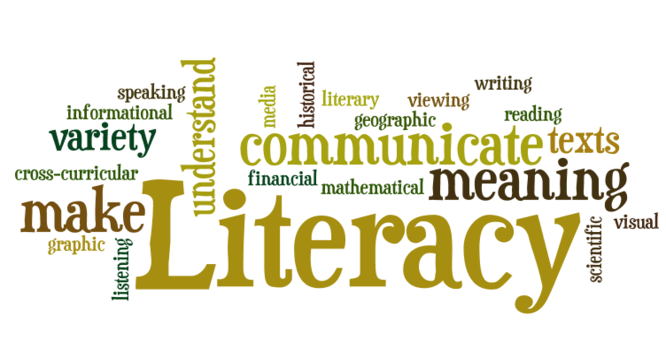 writing
speaking
understand
media
historical
literary
viewing
informational
geographic
reading
variety
communicate
texts
cross-curricular
financial
mathematical
meaning
make
Literacy
graphic
listening
scientific
visual